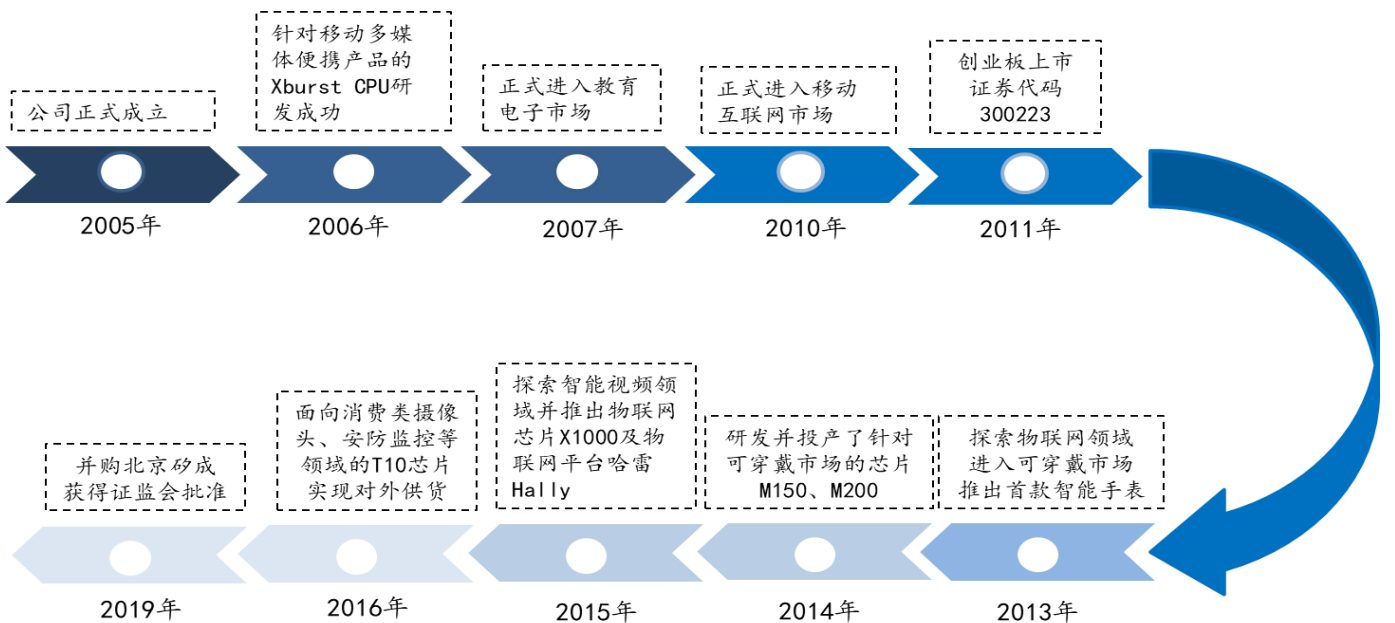 公司正式成立
2005年
针对移动多媒
体便携产品的
Xburst CPU研
发成功
2006年
正式进入教育
电子市场
2007年
正式进入移动
互联网市场
2010年
创业板上市
证券代码
300223
2011年
探索物联网领域
进入可穿戴市场
推出首款智能手表
2013年
研发并投产了针对
可穿戴市场的芯片
M150、M200
2014年
探索智能视频领
域并推出物联网
芯片X1000及物
联网平台哈雷
Hally
2015年
面向消费类摄像
头、安防监控等
领域的T10芯片
实现对外供货
2016年
并购北京矽成
获得证监会批准
2019年